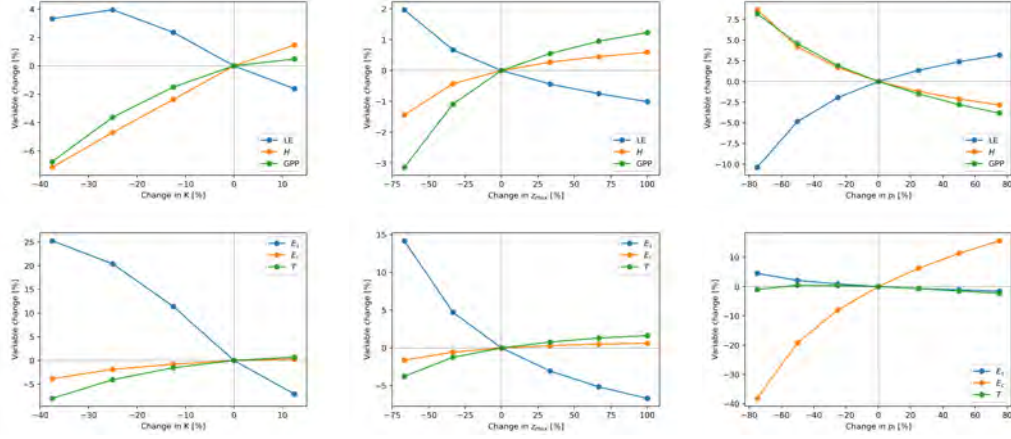 4
2
0
−2
−4
−6
−40 −30 −20 −10 0 10
Variable change [%]
Change in K [%]
LE
H
GPP
2
1
0
−1
−2
−3
−75 −50 −25 0 25 50 75 100
Variable change [%]
Change in z_max [%]
LE
H
GPP
7.5
5.0
2.5
0.0
−2.5
−5.0
−7.5
−10.0
−80 −60 −40 −20 0 20 40 60 80
Variable change [%]
Change in p_i [%]
LE
H
GPP
25
20
15
10
5
0
−5
−40 −30 −20 −10 0 10
Variable change [%]
Change in K [%]
E_s
E_c
T
15
10
5
0
−5
−75 −50 −25 0 25 50 75 100
Variable change [%]
Change in z_max [%]
E_s
E_c
T
10
0
−10
−20
−30
−40
−80 −60 −40 −20 0 20 40 60 80
Variable change [%]
Change in p_i [%]
E_s
E_c
T